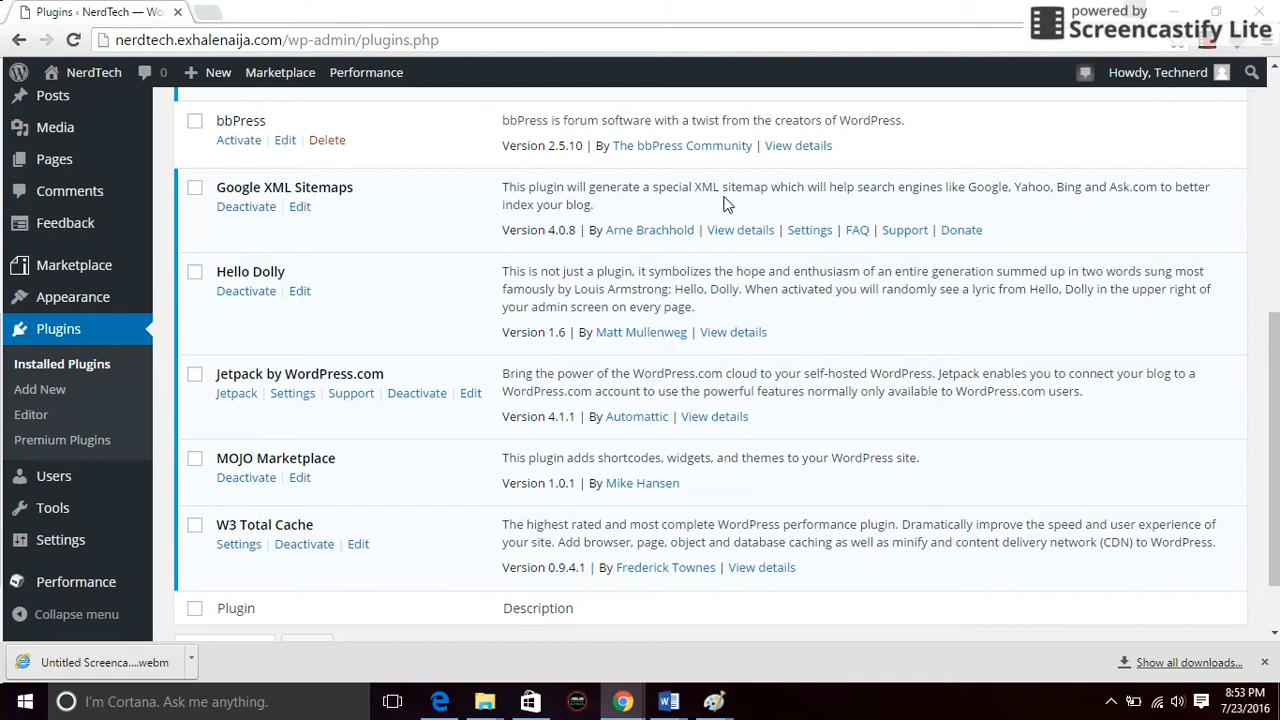 Plugins ‹ NerdTech — Wo
powered by
Screencastify Lite
nerdtech.exhalenaija.com/wp-admin/plugins.php
NerdTech
0
New
Marketplace
Performance
Howdy, Technerd
Posts
Media
Pages
Comments
Feedback
Marketplace
Appearance
Plugins
Installed Plugins
Add New
Editor
Premium Plugins
Users
Tools
Settings
Performance
Collapse menu
bbPress
Activate | Edit | Delete
bbPress is forum software with a twist from the creators of WordPress.
Version 2.5.10 | By The bbPress Community | View details
Google XML Sitemaps
Deactivate | Edit
This plugin will generate a special XML sitemap which will help search engines like Google, Yahoo, Bing and Ask.com to better
index your blog.
Version 4.0.8 | By Arne Brachhold | View details | Settings | FAQ | Support | Donate
Hello Dolly
Deactivate | Edit
This is not just a plugin, it symbolizes the hope and enthusiasm of an entire generation summed up in two words sung most
famously by Louis Armstrong: Hello, Dolly. When activated you will randomly see a lyric from Hello, Dolly in the upper right of
your admin screen on every page.
Version 1.6 | By Matt Mullenweg | View details
Jetpack by WordPress.com
Jetpack | Settings | Support | Deactivate | Edit
Bring the power of the WordPress.com cloud to your self-hosted WordPress. Jetpack enables you to connect your blog to a
WordPress.com account to use the powerful features normally only available to WordPress.com users.
Version 4.1.1 | By Automattic | View details
MOJO Marketplace
Deactivate | Edit
This plugin adds shortcodes, widgets, and themes to your WordPress site.
Version 1.0.1 | By Mike Hansen
W3 Total Cache
Settings | Deactivate | Edit
The highest rated and most complete WordPress performance plugin. Dramatically improve the speed and user experience of
your site. Add browser, page, object and database caching as well as minify and content delivery network (CDN) to WordPress.
Version 0.9.4.1 | By Frederick Townes | View details
Plugin
Description
Untitled Screenca....webm
Show all downloads...
I'm Cortana. Ask me anything.
8:53 PM
7/23/2016